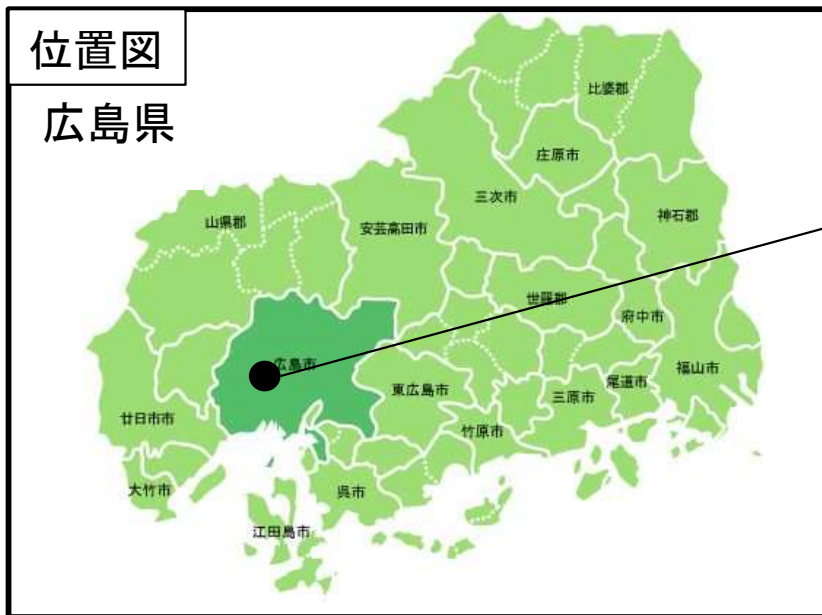 位置図
広島県
比婆郡
庄原市
三次市
神石郡
山県郡
安芸高田市
世羅郡
府中市
広島市
福山市
尾道市
東広島市
三原市
廿日市市
竹原市
大竹市
呉市
江田島市